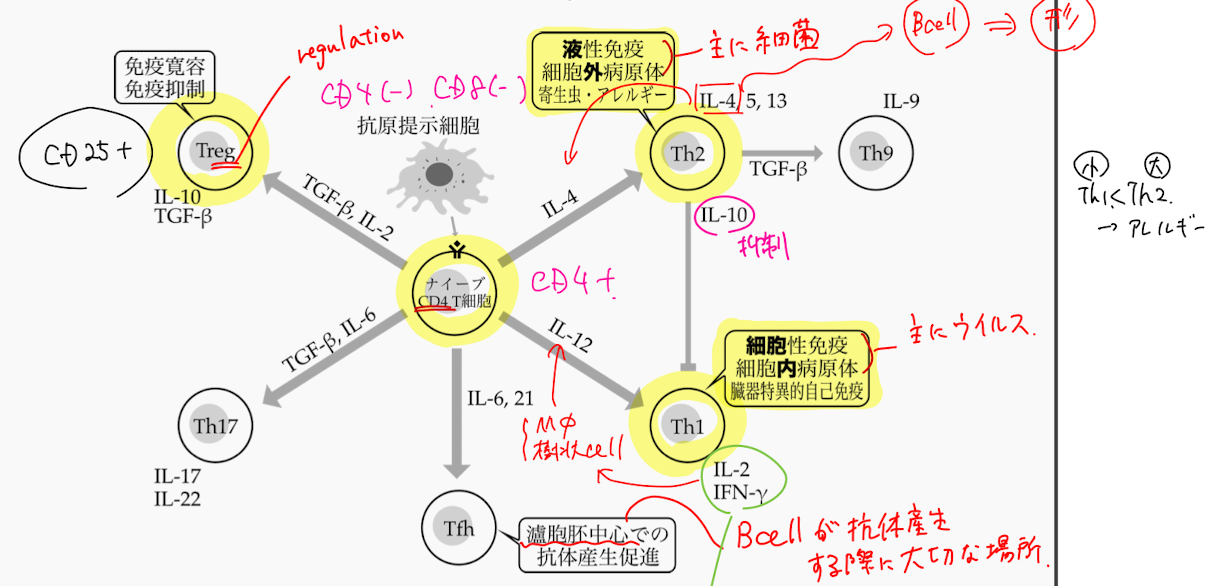 regulation
免疫寛容
免疫抑制
CD25+
Treg
IL-10
TGF-β
CD4(-) CD8(-)
抗原提示細胞
液性免疫
細胞外病原体
寄生虫・アレルギー
主に細菌
Bcell ⇒ 形
IL-4, 5, 13
Th2
TGF-β
IL-9
Th9
小 大
Th1<Th2
→アレルギー
TGF-β, IL-2
IL-4
IL-10
抑制
ナイーブ
CD4 T細胞
CD4+
TGF-β, IL-6
IL-12
細胞性免疫
細胞内病原体
臓器特異的自己免疫
主にウイルス.
Th17
IL-17
IL-22
IL-6, 21
MΦ
樹状cell
Th1
IL-2
IFN-γ
Tfh
濾胞胚中心での
抗体産生促進
Bcellが抗体産生
する際に大切な場所.